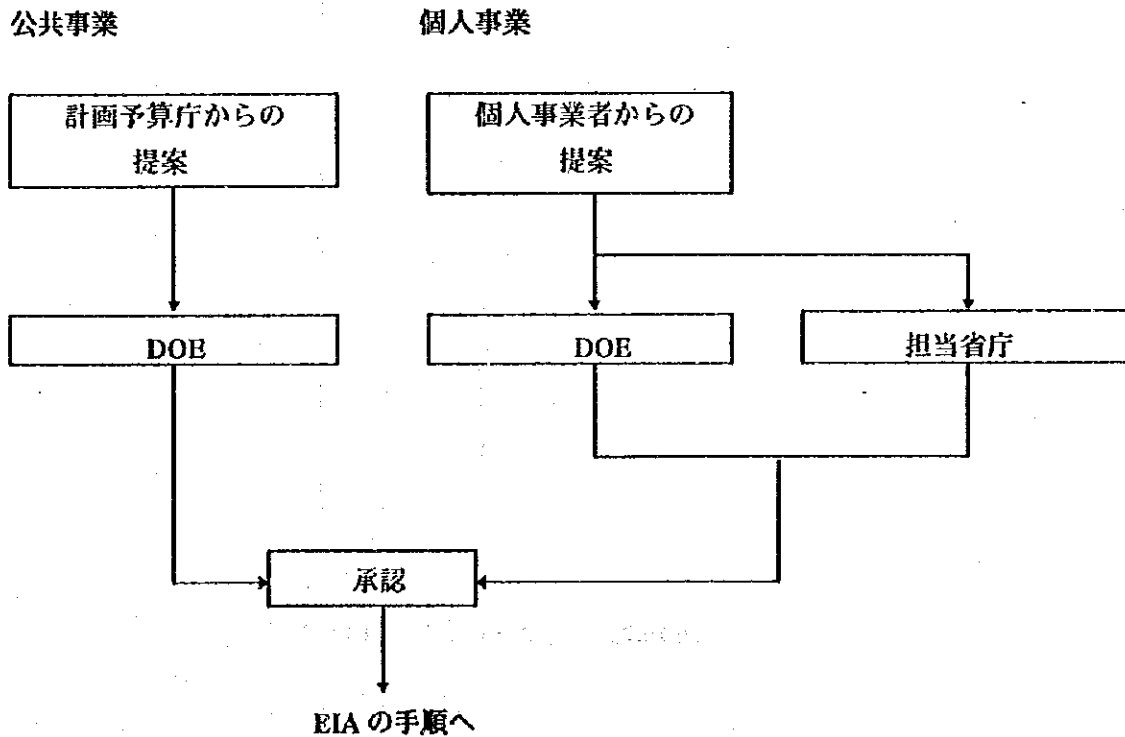 公共事業
個人事業
計画予算庁からの
提案
個人事業者からの
提案
DOE
DOE
担当省庁
承認
EIA の手順へ